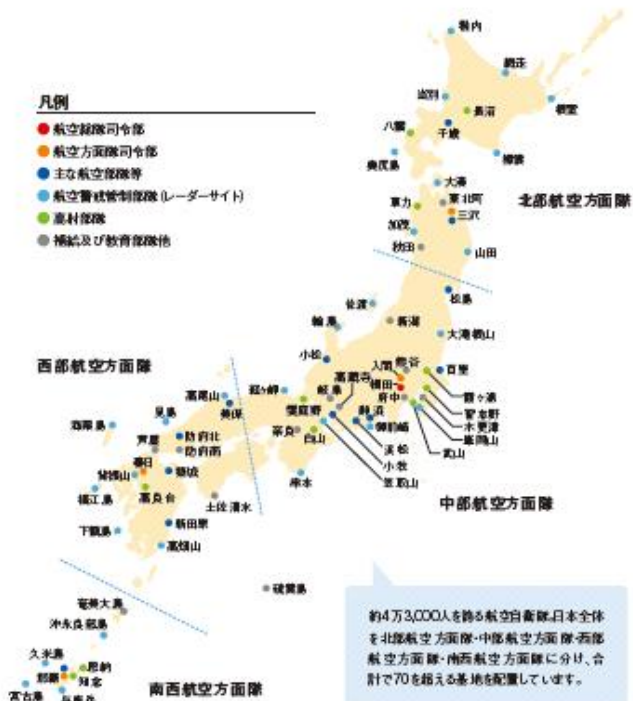 稚内
網走
当別
長沼
根室
八雲
千歳
奥尻島
襟裳
大湊
車力
東北町
三沢
加茂
秋田
山田
北部航空方面隊
凡例
航空総隊司令部
航空方面隊司令部
主な航空部隊等
航空警戒管制部隊(レーダーサイト)
高射部隊
補給及び教育部隊他
松島
佐渡
輪島
新潟
大滝根山
小松
西部航空方面隊
高蔵寺
入間
熊谷
百里
高尾山
経ヶ岬
岐阜
横田
霞ヶ浦
美保
饗庭野
静浜
府中
習志野
海栗島
見島
奈良
白山
御前崎
木更津
芦屋
防府北
浜松
峯岡山
防府南
小牧
武山
春日
築城
串本
笠取山
背振山
福江島
高良台
土佐清水
中部航空方面隊
下甑島
新田原
高畑山
硫黄島
奄美大島
沖永良部島
久米島
恩納
那覇
知念
宮古島
与座岳
南西航空方面隊
約4万3,000人を誇る航空自衛隊。日本全体
を北部航空方面隊・中部航空方面隊・西部
航空方面隊・南西航空方面隊に分け、合
計で70を超える基地を配置しています。